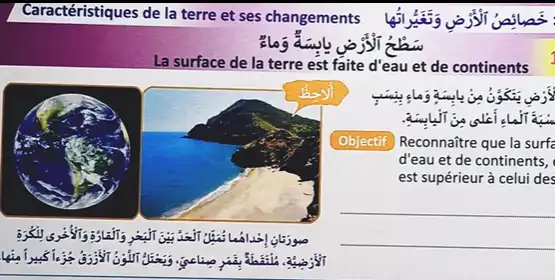 Caractéristiques de la terre et ses changements خَصائِصُ ٱلْأَرْضِ وَتَغَيُّراتُها :
سَطْحُ ٱلْأَرْضِ يابِسَةٌ وَماءٌ
La surface de la terre est faite d'eau et de continents
أُلاحِظُ
ٱلْأَرْضِ يَتَكَوَّنُ مِنْ يابِسَةٍ وَماءٍ بِنِسَبٍ
ٱلْماءِ أَعْلى مِنَ ٱلْيابِسَةِ.
Objectif Reconnaître que la
d'eau et de continents,
est supérieur à celui des
صورَتانِ إِحْداهُما تُمَثِّلُ ٱلْحَدَّ بَيْنَ ٱلْبَحْرِ وَٱلْقارَّةِ وَٱلْأُخْرى لِلْكُرَةِ
ٱلْأَرْضِيَّةِ، مُلْتَقَطَةٌ بِقَمَرٍ صِناعِيٍّ، وَيَحْتَلُّ ٱللَّوْنُ ٱلْأَزْرَقُ جُزْءاً كَبيراً مِنْها.